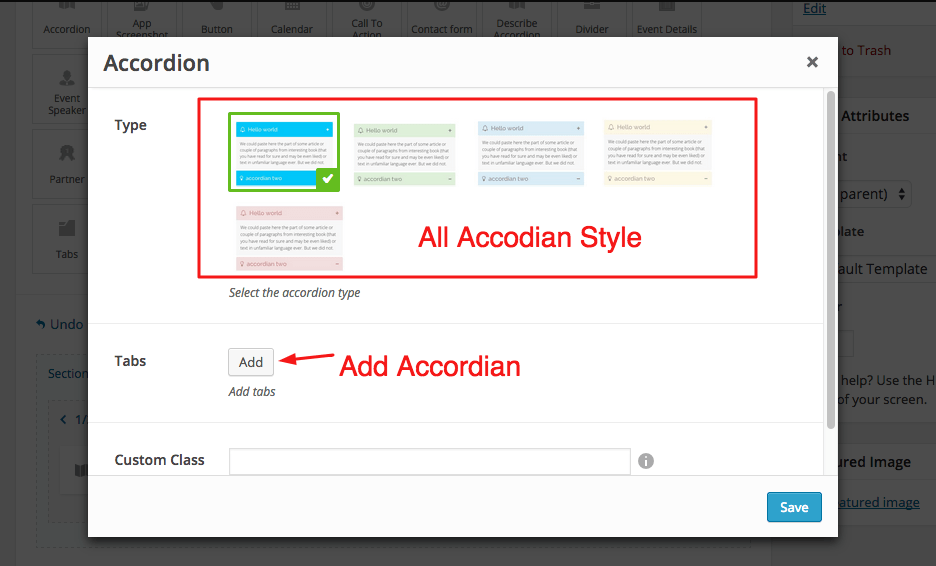 Edit
Accordion
App
Screenshot
Button
Calendar
Call To
Action
Contact form
Describe
Accordion
Divider
Event Details
to Trash
Accordion
×
Event
Speaker
Partner
Tabs
Undo
Section
1/
Type
Hello world +
We could paste here the part of some article or
couple of paragraphs from interesting book (that
you have read for sure and may be even liked) or
text in unfamiliar language ever. But we did not
accordion two
Hello world +
We could paste here the part of some article or
couple of paragraphs from interesting book (that
you have read for sure and may be even liked) or
text in unfamiliar language ever. But we did not
accordion two −
Hello world +
We could paste here the part of some article or
couple of paragraphs from interesting book (that
you have read for sure and may be even liked) or
text in unfamiliar language ever. But we did not
accordion two −
Hello world +
We could paste here the part of some article or
couple of paragraphs from interesting book (that
you have read for sure and may be even liked) or
text in unfamiliar language ever. But we did not
accordion two −
Hello world +
We could paste here the part of some article or
couple of paragraphs from interesting book (that
you have read for sure and may be even liked) or
text in unfamiliar language ever. But we did not
accordion two −
All Accodian Style
Select the accordion type
Tabs
Add
Add Accordian
Add tabs
Custom Class
i
Save
Attributes
parent)
plate
ault Template
help? Use the H
of your screen.
ured Image
atured image